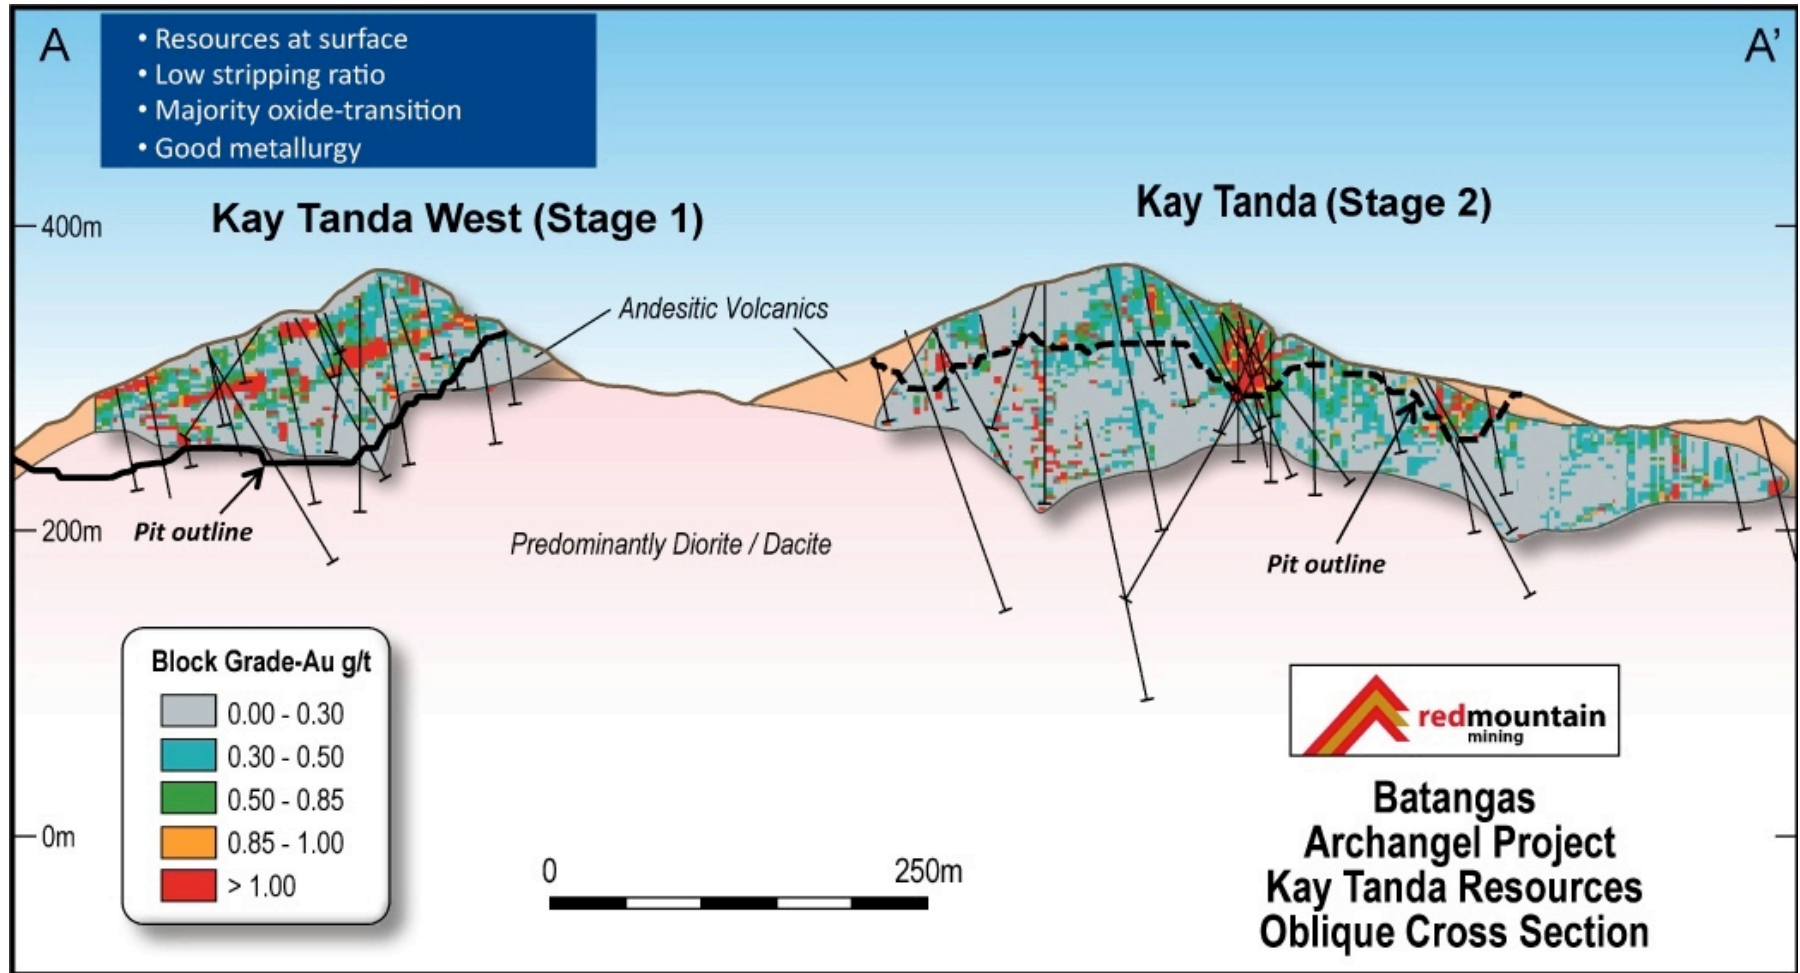 A
• Resources at surface
• Low stripping ratio
• Majority oxide-transition
• Good metallurgy
A’
Kay Tanda West (Stage 1)
Kay Tanda (Stage 2)
400m
Andesitic Volcanics
200m
Pit outline
Predominantly Diorite / Dacite
Pit outline
Block Grade-Au g/t
0.00 - 0.30
0.30 - 0.50
0.50 - 0.85
0.85 - 1.00
> 1.00
0m
0 250m
redmountain
mining
Batangas
Archangel Project
Kay Tanda Resources
Oblique Cross Section